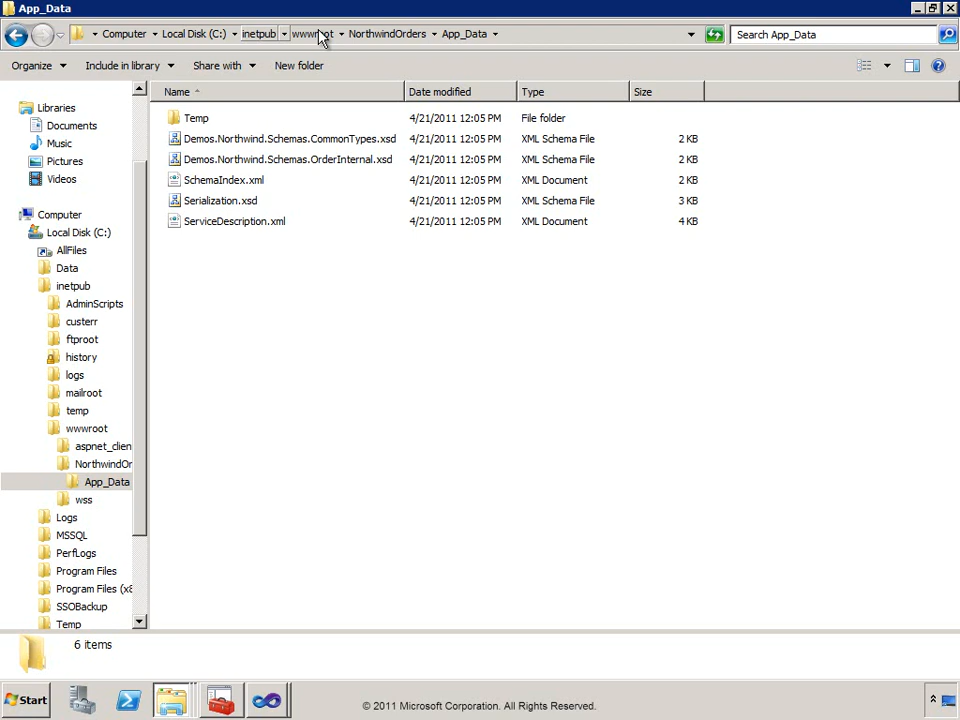 App_Data
Computer Local Disk (C:) inetpub wwwroot NorthwindOrders App_Data Search App_Data
Organize Include in library Share with New folder
Name Date modified Type Size
Temp 4/21/2011 12:05 PM File folder
Demos.Northwind.Schemas.CommonTypes.xsd 4/21/2011 12:05 PM XML Schema File 2 KB
Demos.Northwind.Schemas.OrderInternal.xsd 4/21/2011 12:05 PM XML Schema File 2 KB
SchemaIndex.xml 4/21/2011 12:05 PM XML Document 2 KB
Serialization.xsd 4/21/2011 12:05 PM XML Schema File 3 KB
ServiceDescription.xml 4/21/2011 12:05 PM XML Document 4 KB
Libraries
Documents
Music
Pictures
Videos
Computer
Local Disk (C:)
AllFiles
Data
inetpub
AdminScripts
custerr
ftproot
history
logs
mailroot
temp
wwwroot
aspnet_clien
NorthwindOr
App_Data
wss
Logs
MSSQL
PerfLogs
Program Files
Program Files (x8
SSOBackup
Temp
6 items
Start
© 2011 Microsoft Corporation. All Rights Reserved.